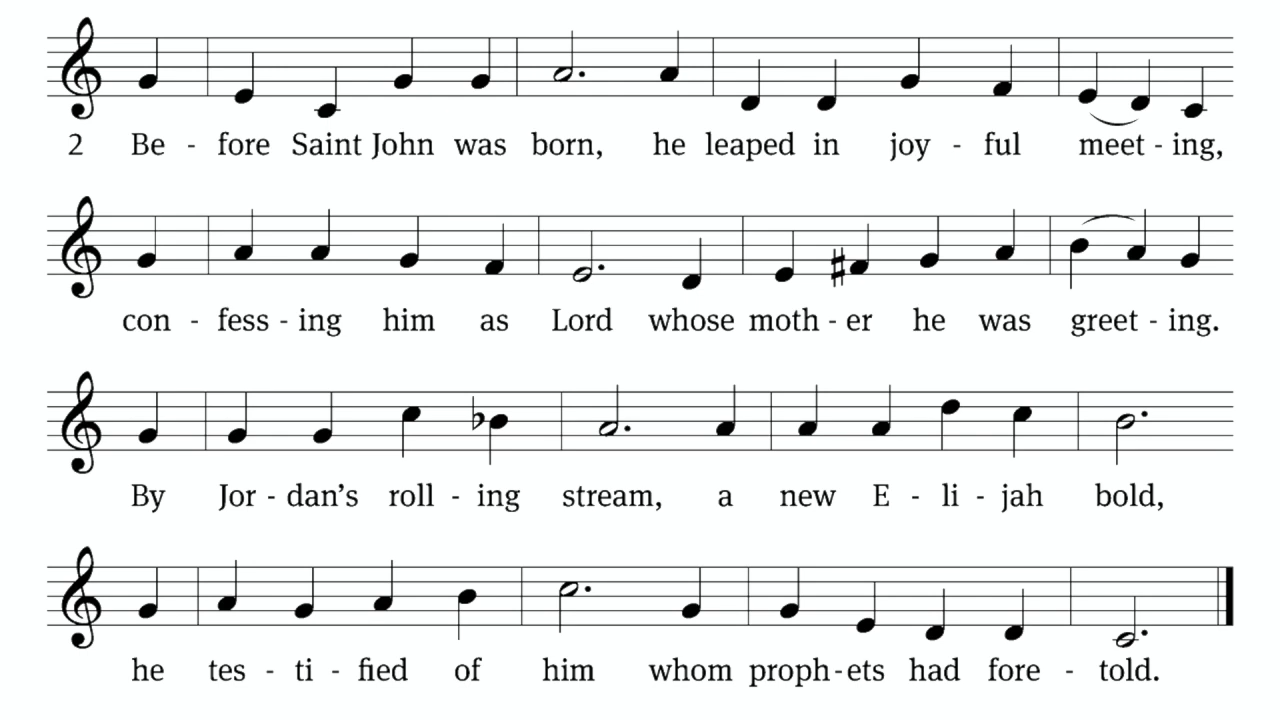 2 Be - fore Saint John was born, he leaped in joy - ful meet - ing,
con - fess - ing him as Lord whose moth - er he was greet - ing.
By Jor - dan’s roll - ing stream, a new E - li - jah bold,
he tes - ti - fied of him whom proph - ets had fore - told.